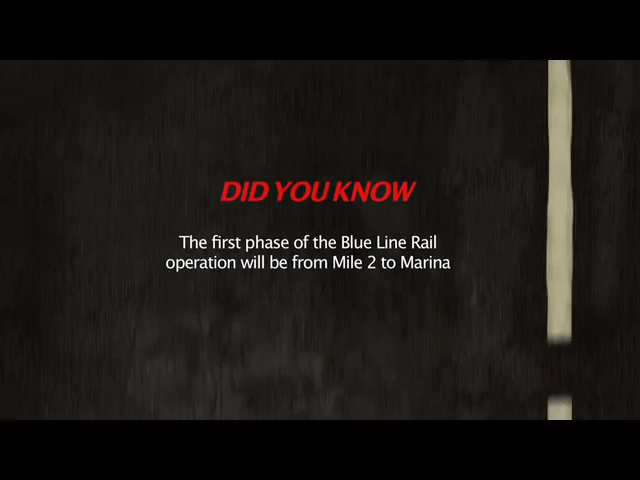 DID YOU KNOW
The first phase of the Blue Line Rail
operation will be from Mile 2 to Marina